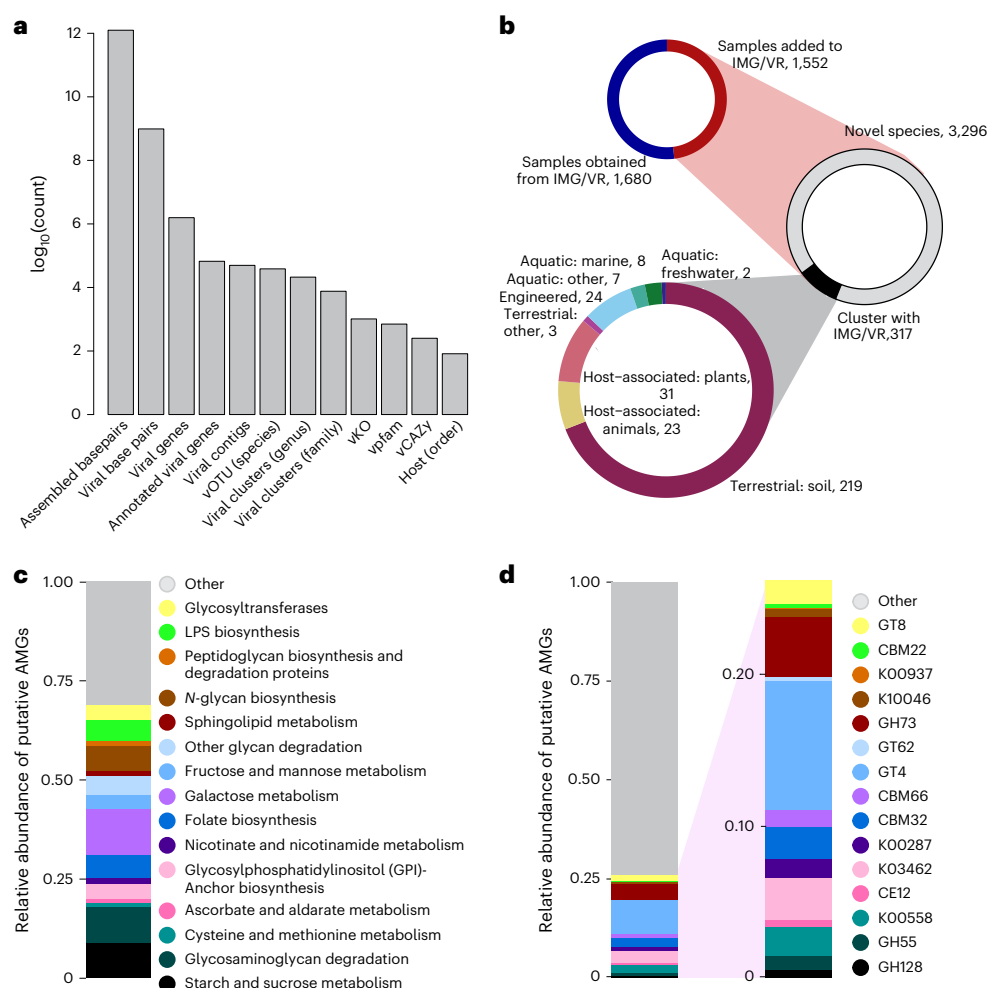 a
12
10
8
6
4
2
0
log10(count)
Assembled basepairs
Viral base pairs
Viral genes
Annotated viral genes
Viral contigs
vOTU (species)
Viral clusters (genus)
Viral clusters (family)
vKO
vpfam
vCAZy
Host (order)
b
Samples added to
IMG/VR, 1,552
Samples obtained
from IMG/VR, 1,680
Novel species, 3,296
Cluster with
IMG/VR,317
Aquatic: marine, 8
Aquatic: other, 7
Engineered, 24
Terrestrial:
other, 3
Aquatic:
freshwater, 2
Host–associated: plants,
31
Host–associated:
animals, 23
Terrestrial: soil, 219
c
Relative abundance of putative AMGs
1.00
0.75
0.50
0.25
0
Other
Glycosyltransferases
LPS biosynthesis
Peptidoglycan biosynthesis and
degradation proteins
N-glycan biosynthesis
Sphingolipid metabolism
Other glycan degradation
Fructose and mannose metabolism
Galactose metabolism
Folate biosynthesis
Nicotinate and nicotinamide metabolism
Glycosylphosphatidylinositol (GPI)-
Anchor biosynthesis
Ascorbate and aldarate metabolism
Cysteine and methionine metabolism
Glycosaminoglycan degradation
Starch and sucrose metabolism
d
Relative abundance of putative AMGs
1.00
0.75
0.50
0.25
0
0.20
0.10
0
Other
GT8
CBM22
K00937
K10046
GH73
GT62
GT4
CBM66
CBM32
K00287
K03462
CE12
K00558
GH55
GH128